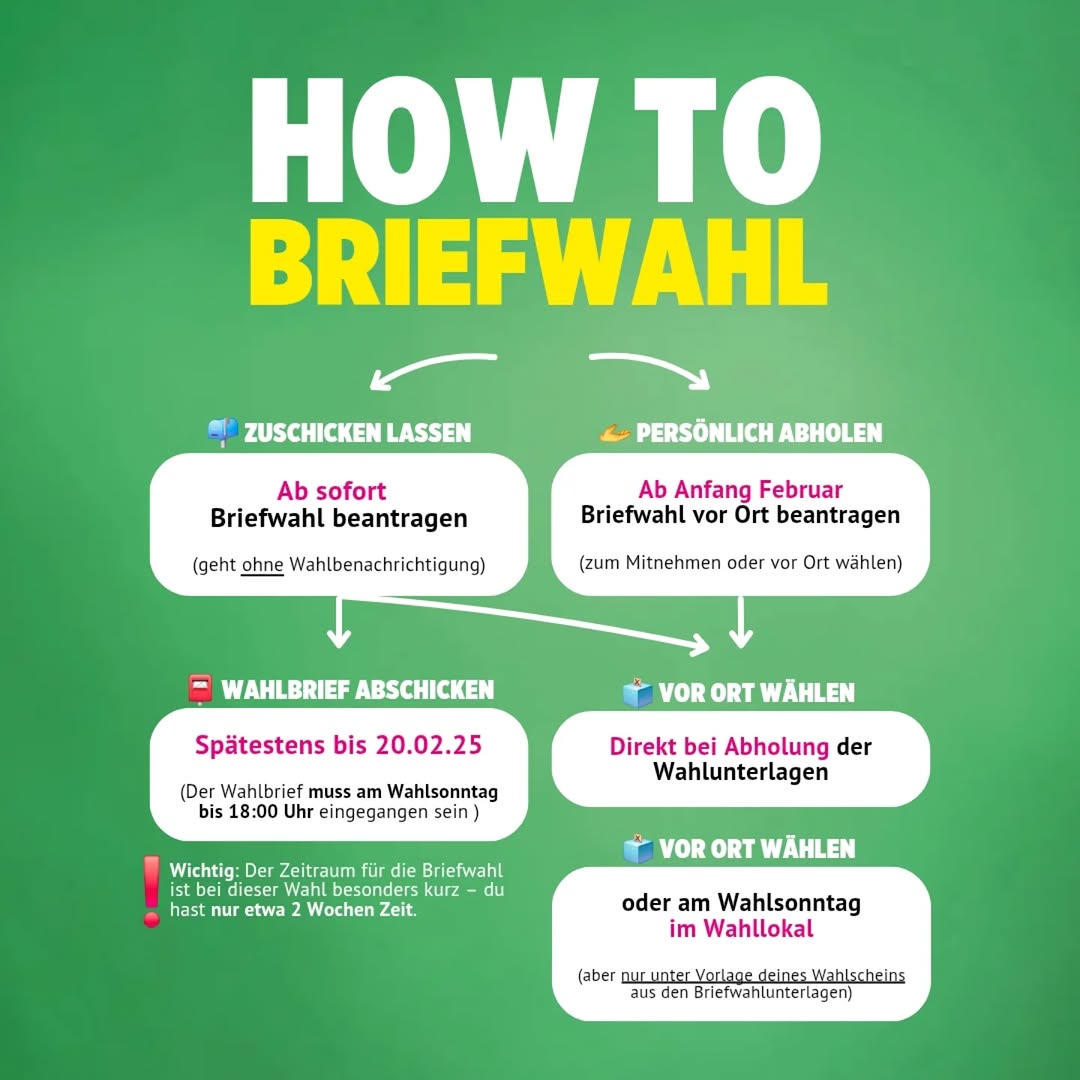 HOW TO
BRIEFWAHL
ZUSCHICKEN LASSEN
Ab sofort
Briefwahl beantragen
(geht ohne Wahlbenachrichtigung)
PERSÖNLICH ABHOLEN
Ab Anfang Februar
Briefwahl vor Ort beantragen
(zum Mitnehmen oder vor Ort wählen)
WAHLBRIEF ABSCHICKEN
Spätestens bis 20.02.25
(Der Wahlbrief muss am Wahlsonntag
bis 18:00 Uhr eingegangen sein )
Wichtig: Der Zeitraum für die Briefwahl
ist bei dieser Wahl besonders kurz – du
hast nur etwa 2 Wochen Zeit.
VOR ORT WÄHLEN
Direkt bei Abholung der
Wahlunterlagen
VOR ORT WÄHLEN
oder am Wahlsonntag
im Wahllokal
(aber nur unter Vorlage deines Wahlscheins
aus den Briefwahlunterlagen)